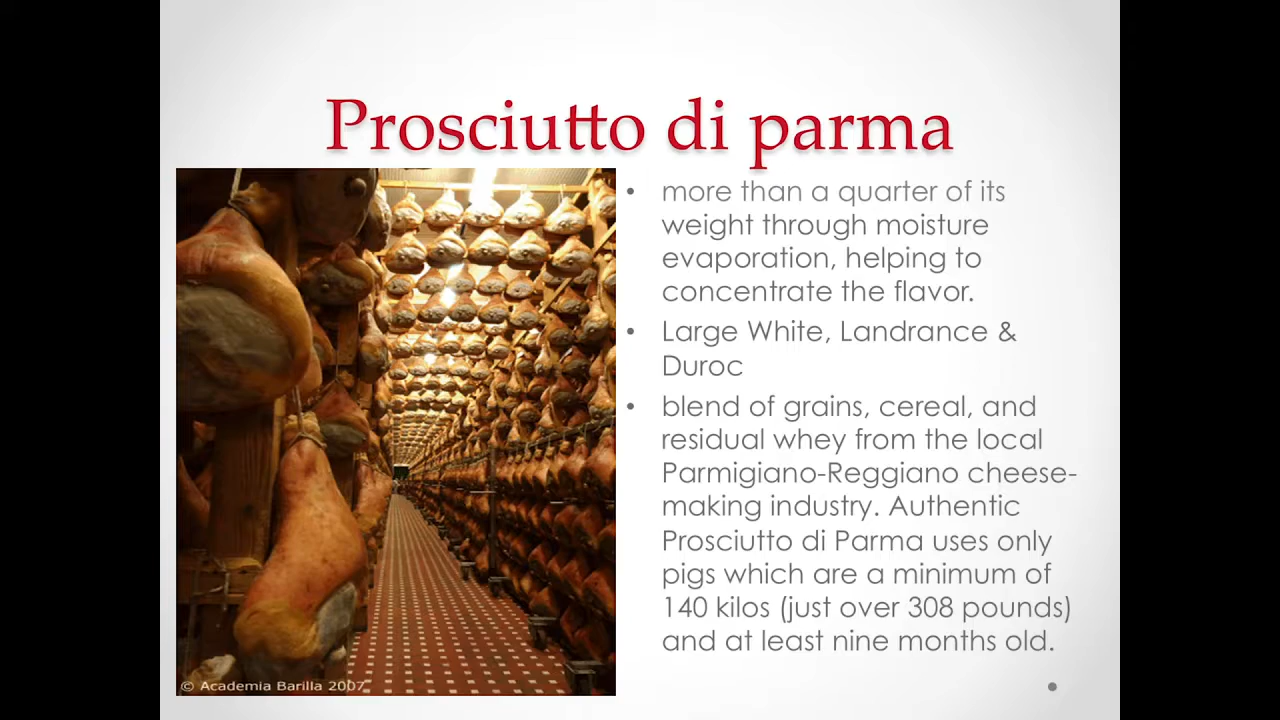 Prosciutto di parma
• more than a quarter of its
weight through moisture
evaporation, helping to
concentrate the flavor.
• Large White, Landrance &
Duroc
• blend of grains, cereal, and
residual whey from the local
Parmigiano-Reggiano cheese-
making industry. Authentic
Prosciutto di Parma uses only
pigs which are a minimum of
140 kilos (just over 308 pounds)
and at least nine months old.
© Academia Barilla 2007